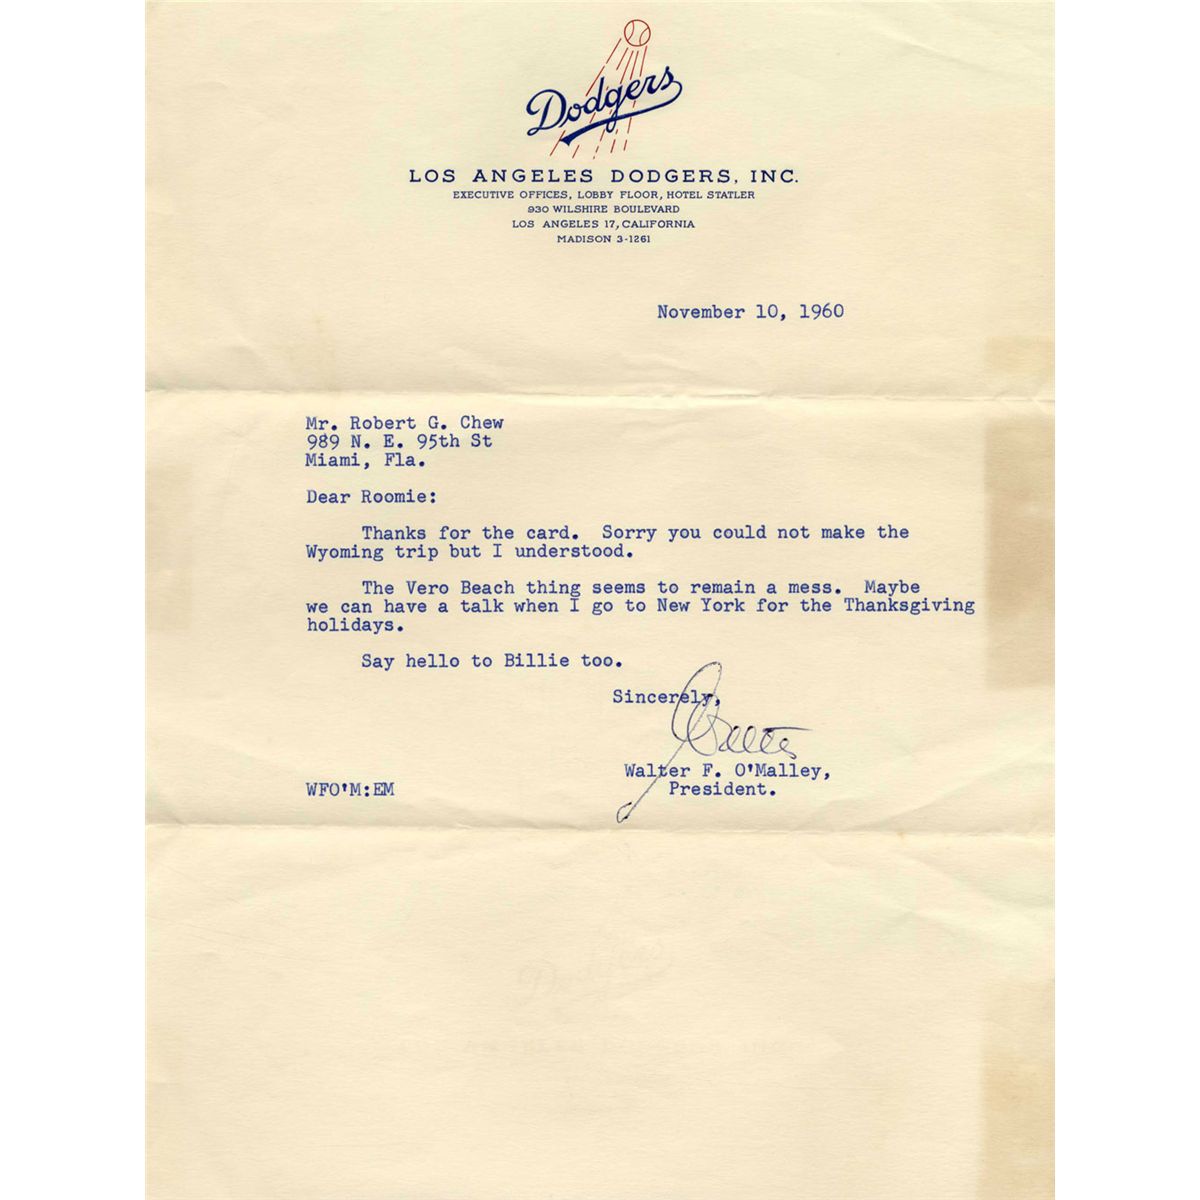 Dodgers
LOS ANGELES DODGERS, INC.
EXECUTIVE OFFICES, LOBBY FLOOR, HOTEL STATLER
930 WILSHIRE BOULEVARD
LOS ANGELES 17, CALIFORNIA
MADISON 3-1261
November 10, 1960
Mr. Robert G. Chew
989 N. E. 95th St
Miami, Fla.
Dear Roomie:
Thanks for the card. Sorry you could not make the
Wyoming trip but I understood.
The Vero Beach thing seems to remain a mess. Maybe
we can have a talk when I go to New York for the Thanksgiving
holidays.
Say hello to Billie too.
Sincerely,
Walter F. O'Malley,
President.
WFO'M:EM
Dodgers